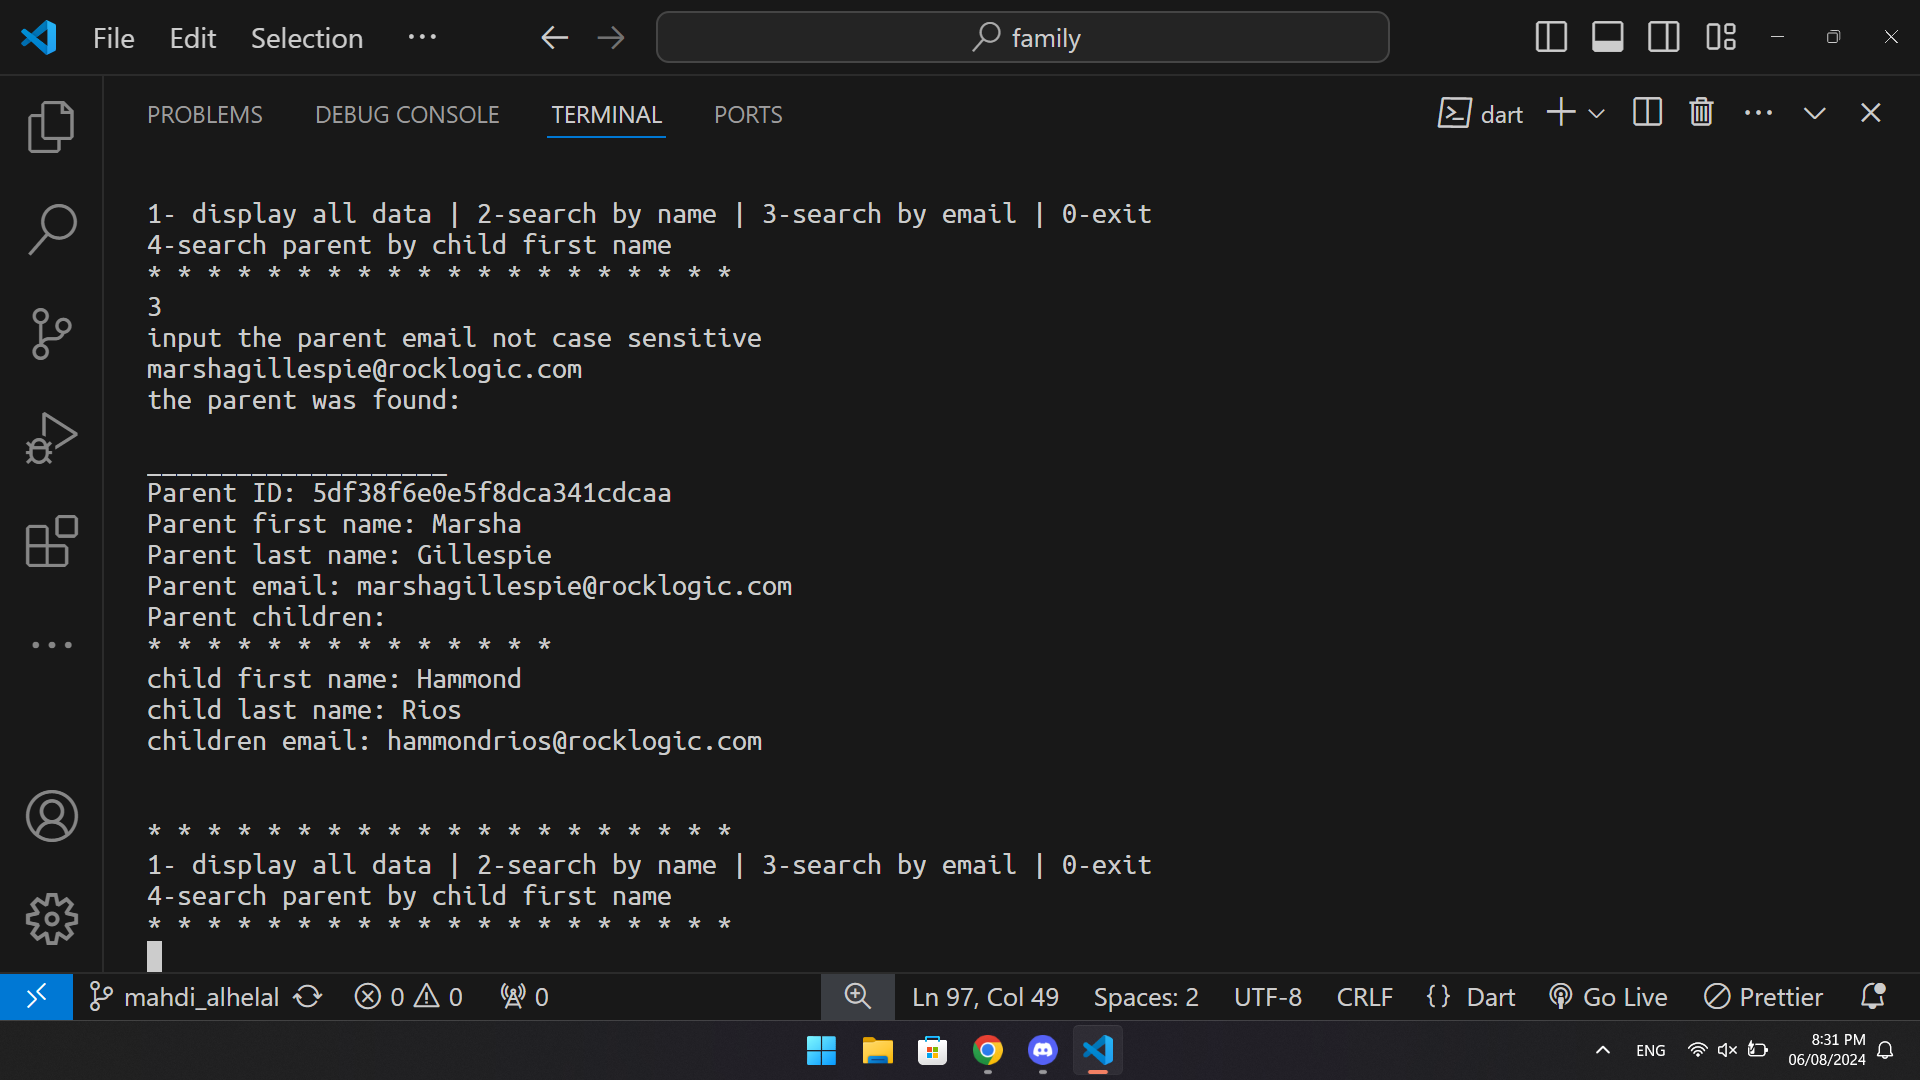 File Edit Selection ··· family
PROBLEMS DEBUG CONSOLE TERMINAL PORTS dart
1- display all data | 2-search by name | 3-search by email | 0-exit
4-search parent by child first name
* * * * * * * * * * * * * * * * * * * *
3
input the parent email not case sensitive
marshagillespie@rocklogic.com
the parent was found:
____________________
Parent ID: 5df38f6e0e5f8dca341cdcaa
Parent first name: Marsha
Parent last name: Gillespie
Parent email: marshagillespie@rocklogic.com
Parent children:
* * * * * * * * * * * * * *
child first name: Hammond
child last name: Rios
children email: hammondrios@rocklogic.com
* * * * * * * * * * * * * * * * * * * *
1- display all data | 2-search by name | 3-search by email | 0-exit
4-search parent by child first name
* * * * * * * * * * * * * * * * * * * *
mahdi_alhelal 0 0 0 Ln 97, Col 49 Spaces: 2 UTF-8 CRLF {} Dart Go Live Prettier
ENG 8:31 PM
06/08/2024